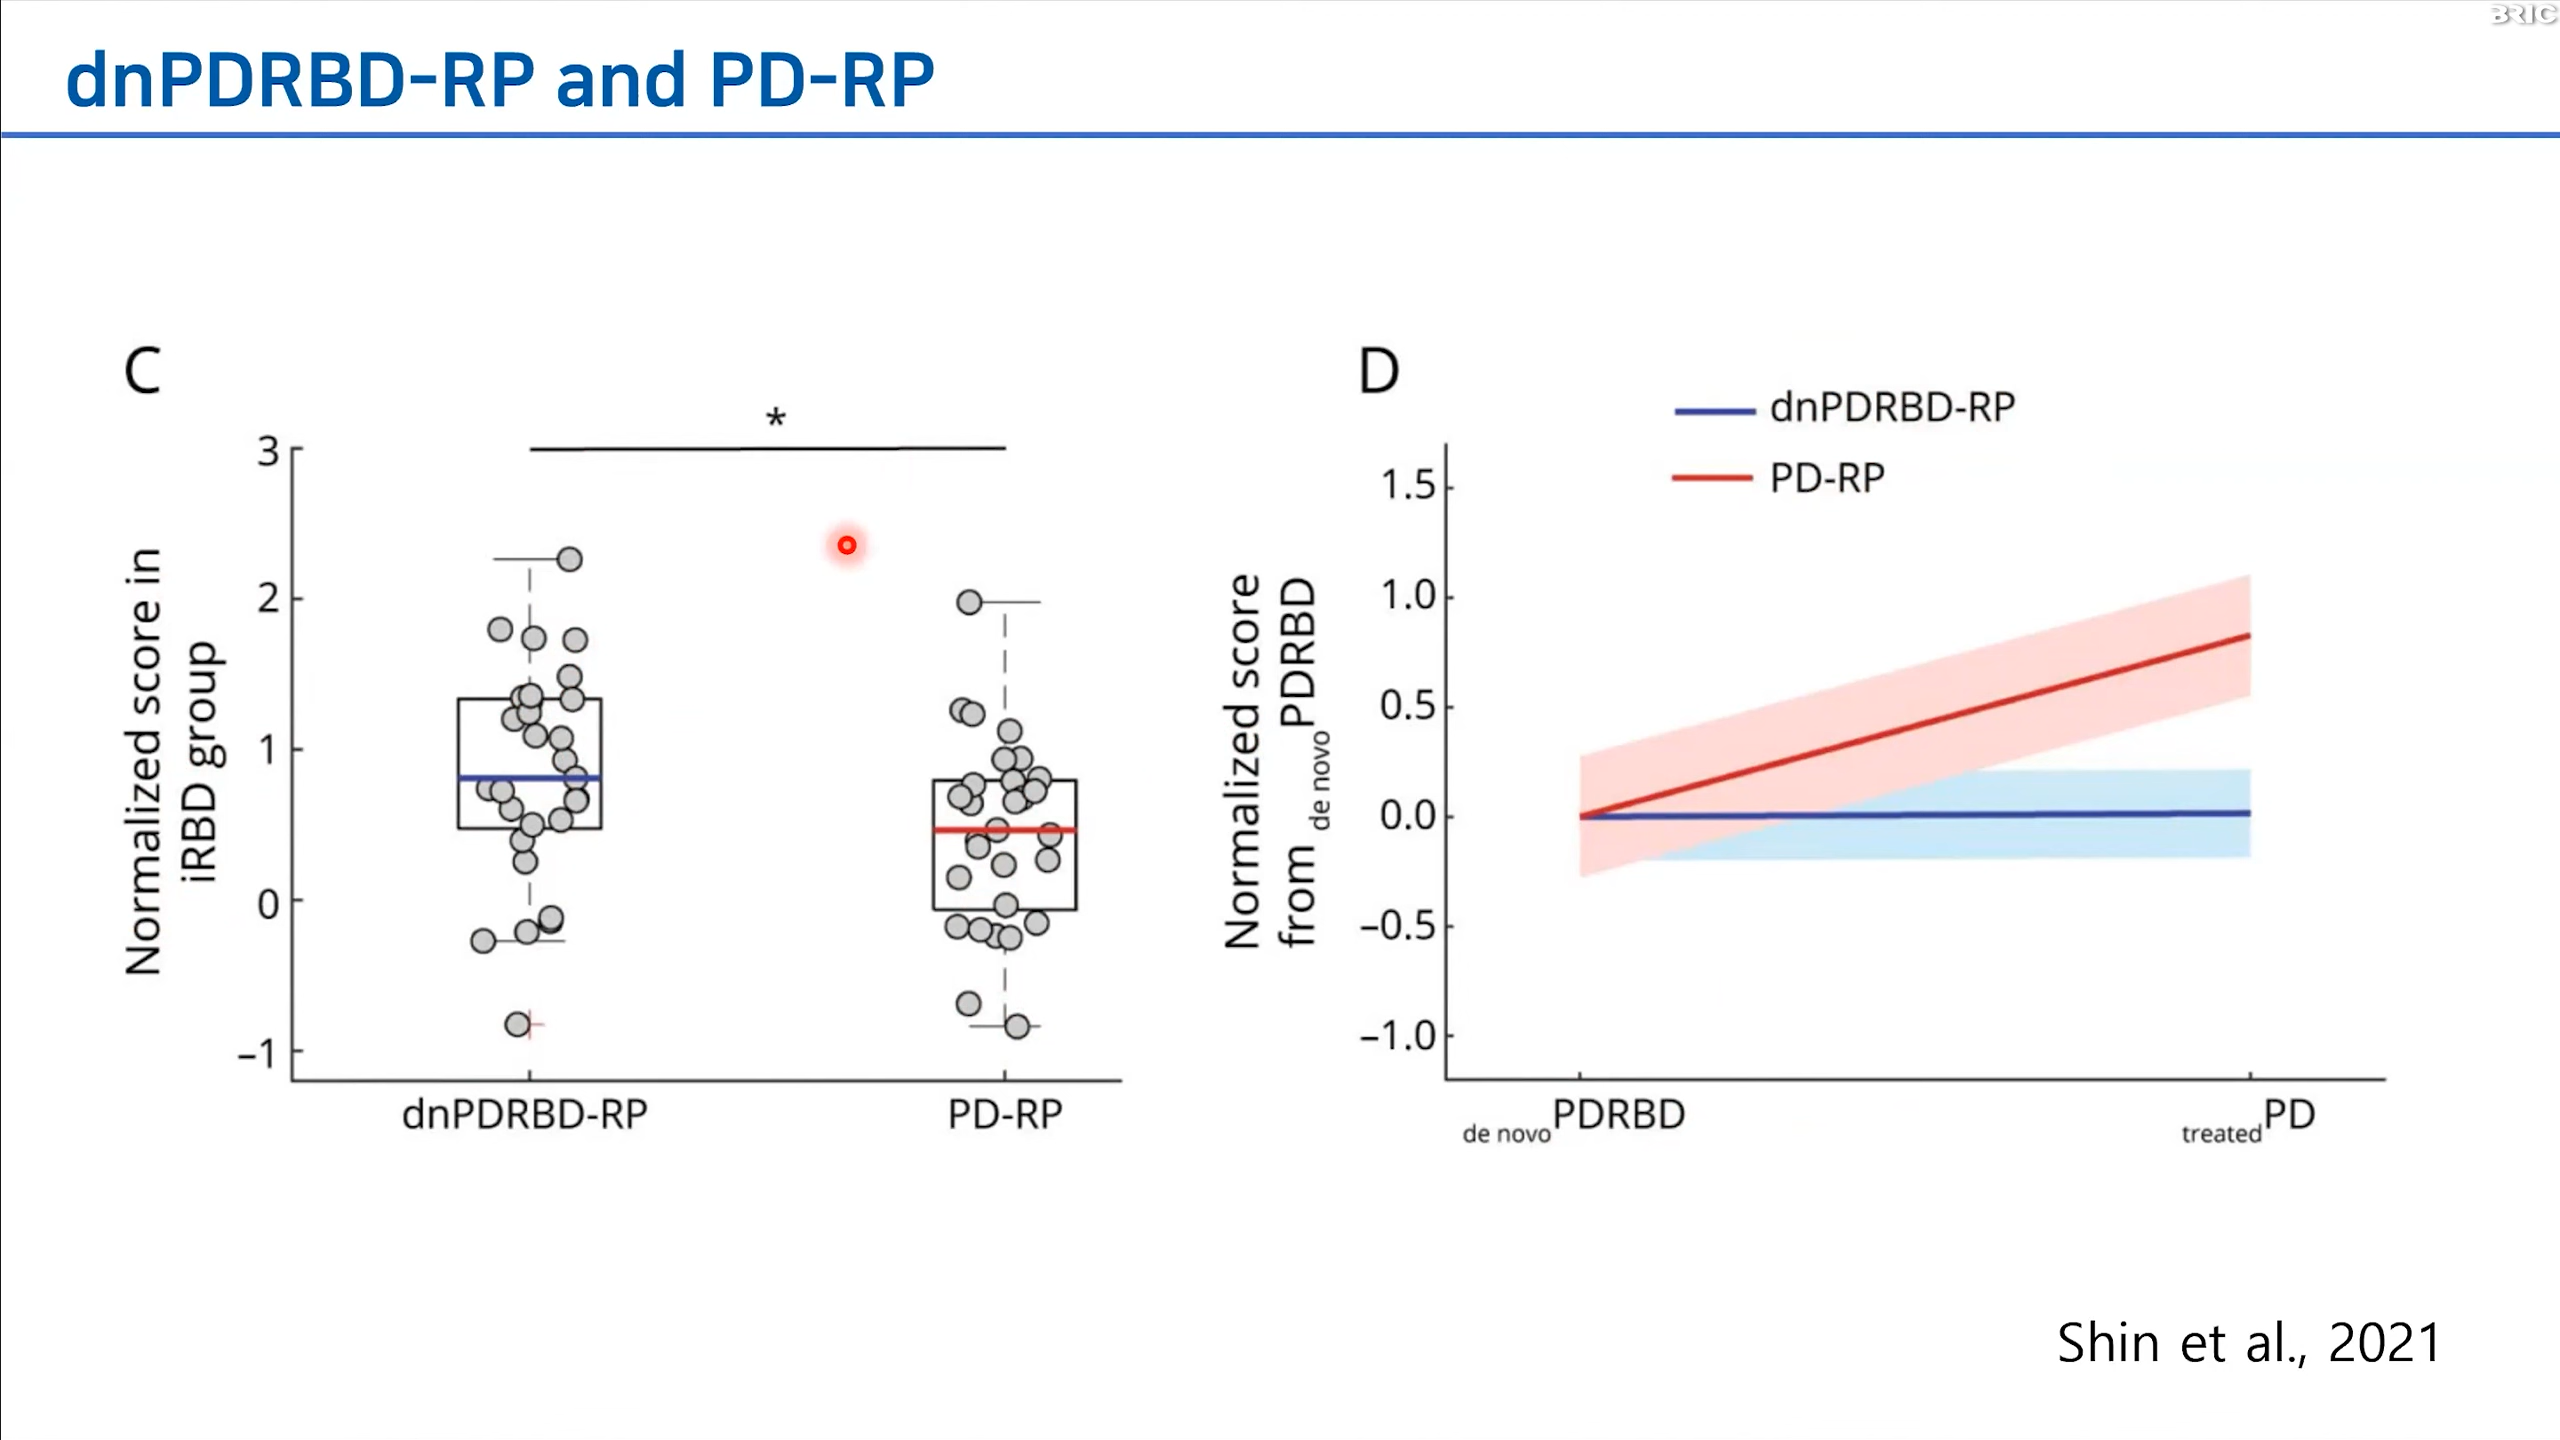 BRIC
dnPDRBD-RP and PD-RP
C
*
3
2
1
0
−1
Normalized score in
iRBD group
dnPDRBD-RP
PD-RP
D
dnPDRBD-RP
PD-RP
1.5
1.0
0.5
0.0
−0.5
−1.0
Normalized score
from de novoPDRBD
de novoPDRBD
treatedPD
Shin et al., 2021